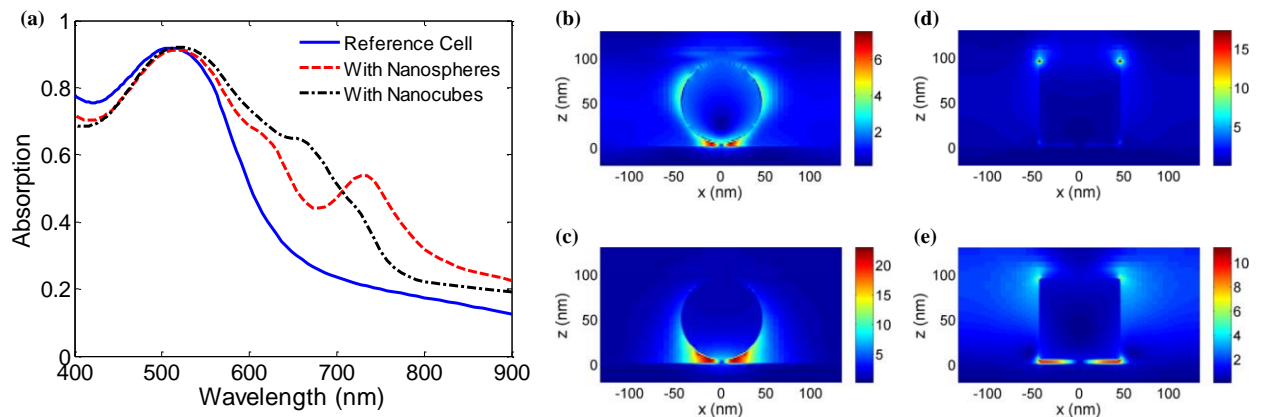 (a)
1
0.8
0.6
0.4
0.2
0
Absorption
400 500 600 700 800 900
Wavelength (nm)
Reference Cell
With Nanospheres
With Nanocubes
(b)
100
50
0
z (nm)
-100 -50 0 50 100
x (nm)
6
4
2
(c)
100
50
0
z (nm)
-100 -50 0 50 100
x (nm)
20
15
10
5
(d)
100
50
0
z (nm)
-100 -50 0 50 100
x (nm)
15
10
5
(e)
100
50
0
z (nm)
-100 -50 0 50 100
x (nm)
10
8
6
4
2